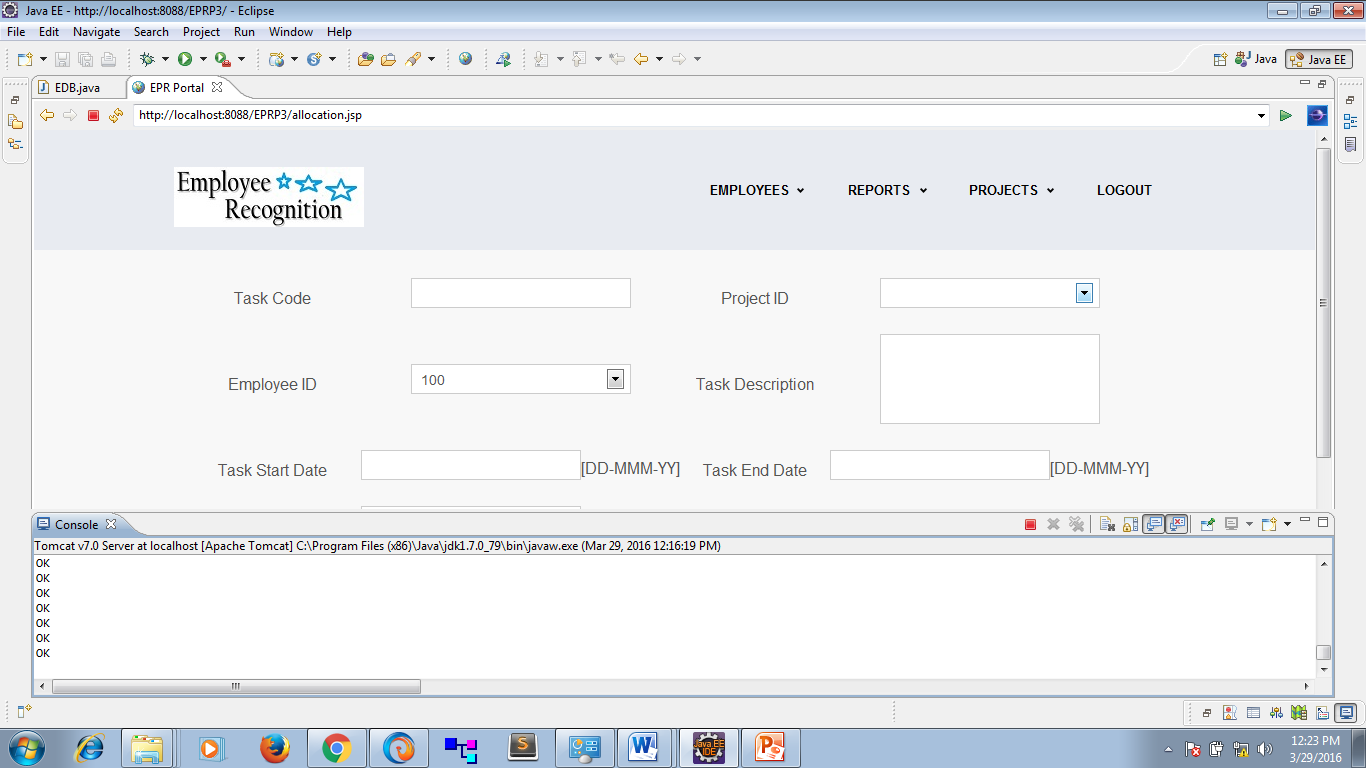 Java EE - http://localhost:8088/EPRP3/ - Eclipse
File Edit Navigate Search Project Run Window Help
Java Java EE
EDB.java EPR Portal
http://localhost:8088/EPRP3/allocation.jsp
Employee
Recognition
EMPLOYEES REPORTS PROJECTS LOGOUT
Task Code Project ID
Employee ID 100 Task Description
Task Start Date [DD-MMM-YY] Task End Date [DD-MMM-YY]
Console
Tomcat v7.0 Server at localhost [Apache Tomcat] C:\Program Files (x86)\Java\jdk1.7.0_79\bin\javaw.exe (Mar 29, 2016 12:16:19 PM)
OK
OK
OK
OK
OK
OK
OK
12:23 PM
3/29/2016
Java EE
IDE